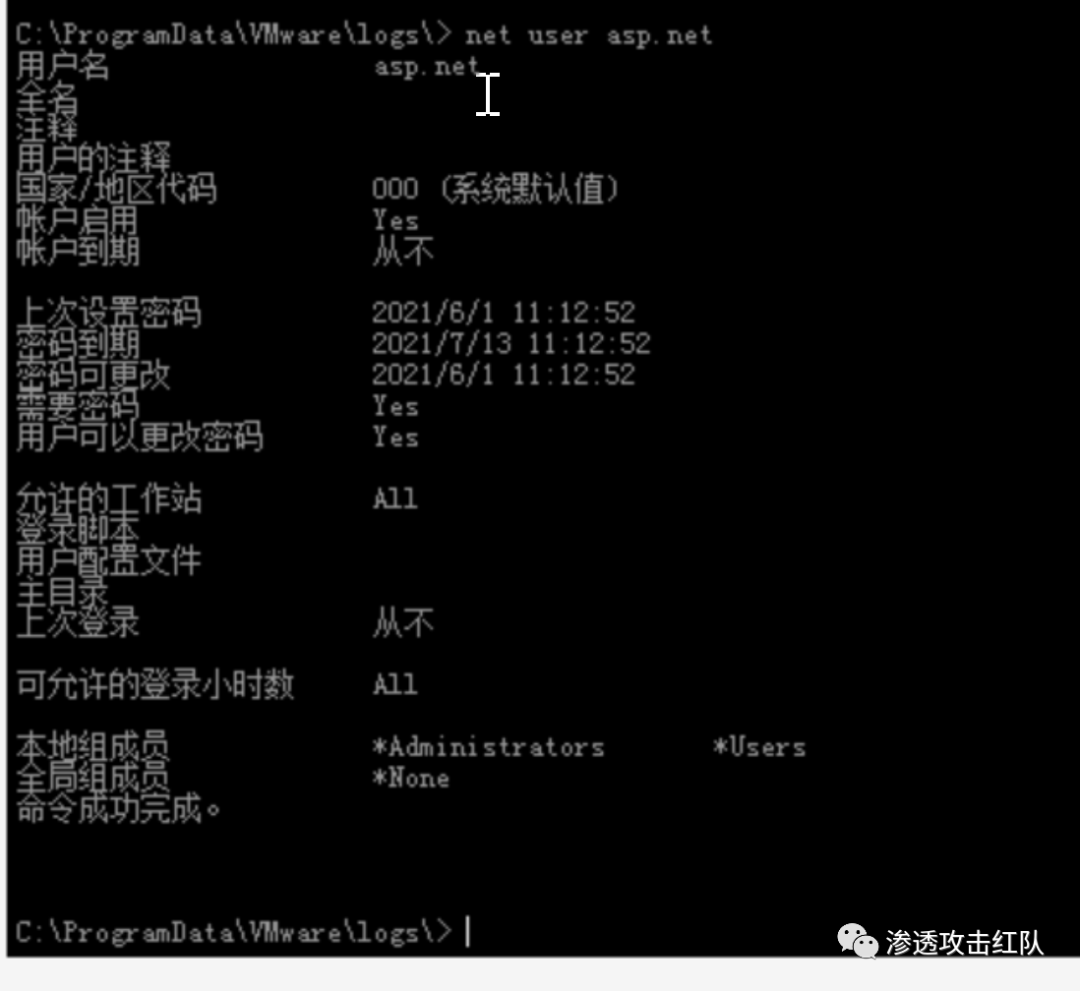 C:\ProgramData\VMware\logs\> net user asp.net
用户名 asp.net
全名
注释
用户的注释
国家/地区代码 000 (系统默认值)
帐户启用 Yes
帐户到期 从不
上次设置密码 2021/6/1 11:12:52
密码到期 2021/7/13 11:12:52
密码可更改 2021/6/1 11:12:52
需要密码 Yes
用户可以更改密码 Yes
允许的工作站 All
登录脚本
用户配置文件
主目录
上次登录 从不
可允许的登录小时数 All
本地组成员 *Administrators *Users
全局组成员 *None
命令成功完成。
C:\ProgramData\VMware\logs\>
渗透攻击红队